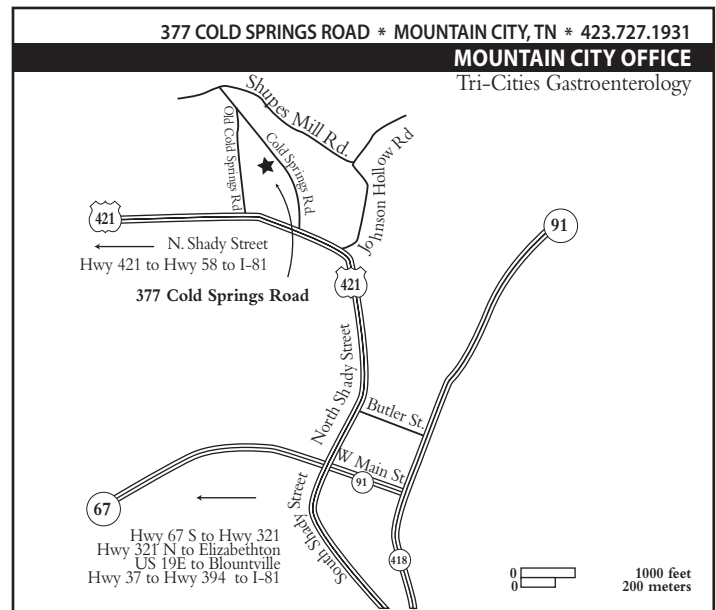 377 COLD SPRINGS ROAD * MOUNTAIN CITY, TN * 423.727.1931
MOUNTAIN CITY OFFICE
Tri-Cities Gastroenterology
Shupes Mill Rd.
Old Cold Springs Rd
Cold Springs Rd.
Johnson Hollow Rd
421
91
N. Shady Street
Hwy 421 to Hwy 58 to I-81
421
377 Cold Springs Road
North Shady Street
Butler St.
W Main St
91
67
South Shady Street
Hwy 67 S to Hwy 321
Hwy 321 N to Elizabethton
US 19E to Blountville
Hwy 37 to Hwy 394 to I-81
418
0 1000 feet
0 200 meters